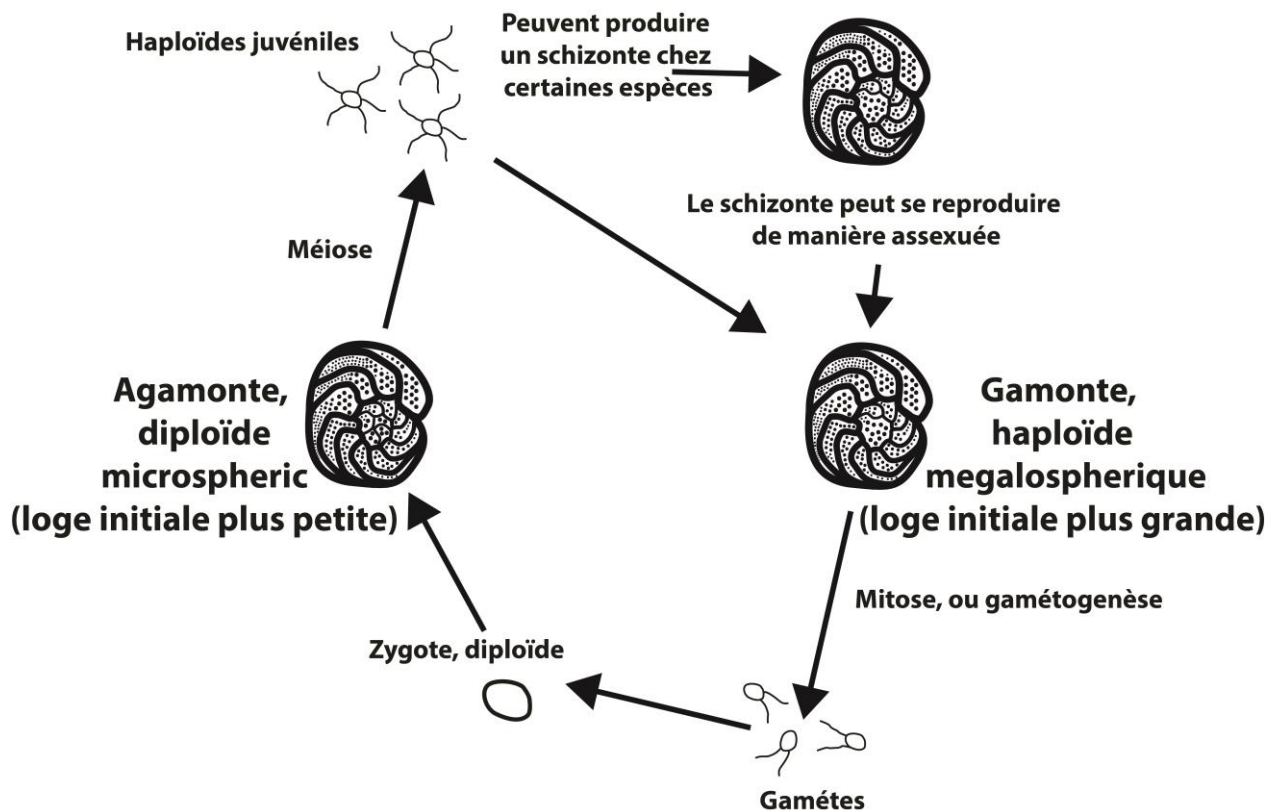 Haploïdes juvéniles
Peuvent produire
un schizonte chez
certaines espèces
Le schizonte peut se reproduire
de manière assexuée
Méiose
Agamonte,
diploïde
microspheric
(loge initiale plus petite)
Gamonte,
haploïde
megalospherique
(loge initiale plus grande)
Mitose, ou gamétogenèse
Zygote, diploïde
Gamétes